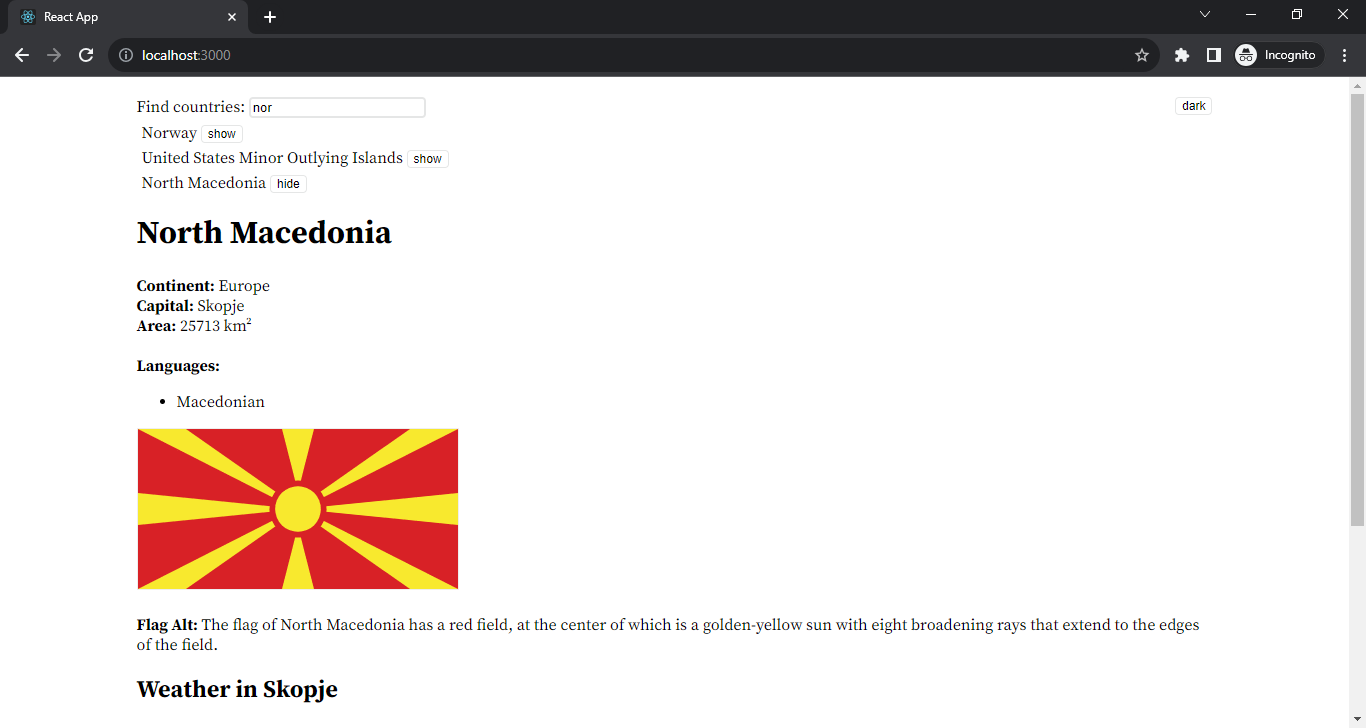 React App
localhost:3000
Incognito
Find countries: nor
dark
Norway show
United States Minor Outlying Islands show
North Macedonia hide
North Macedonia
Continent: Europe
Capital: Skopje
Area: 25713 km²
Languages:
• Macedonian
Flag Alt: The flag of North Macedonia has a red field, at the center of which is a golden-yellow sun with eight broadening rays that extend to the edges
of the field.
Weather in Skopje